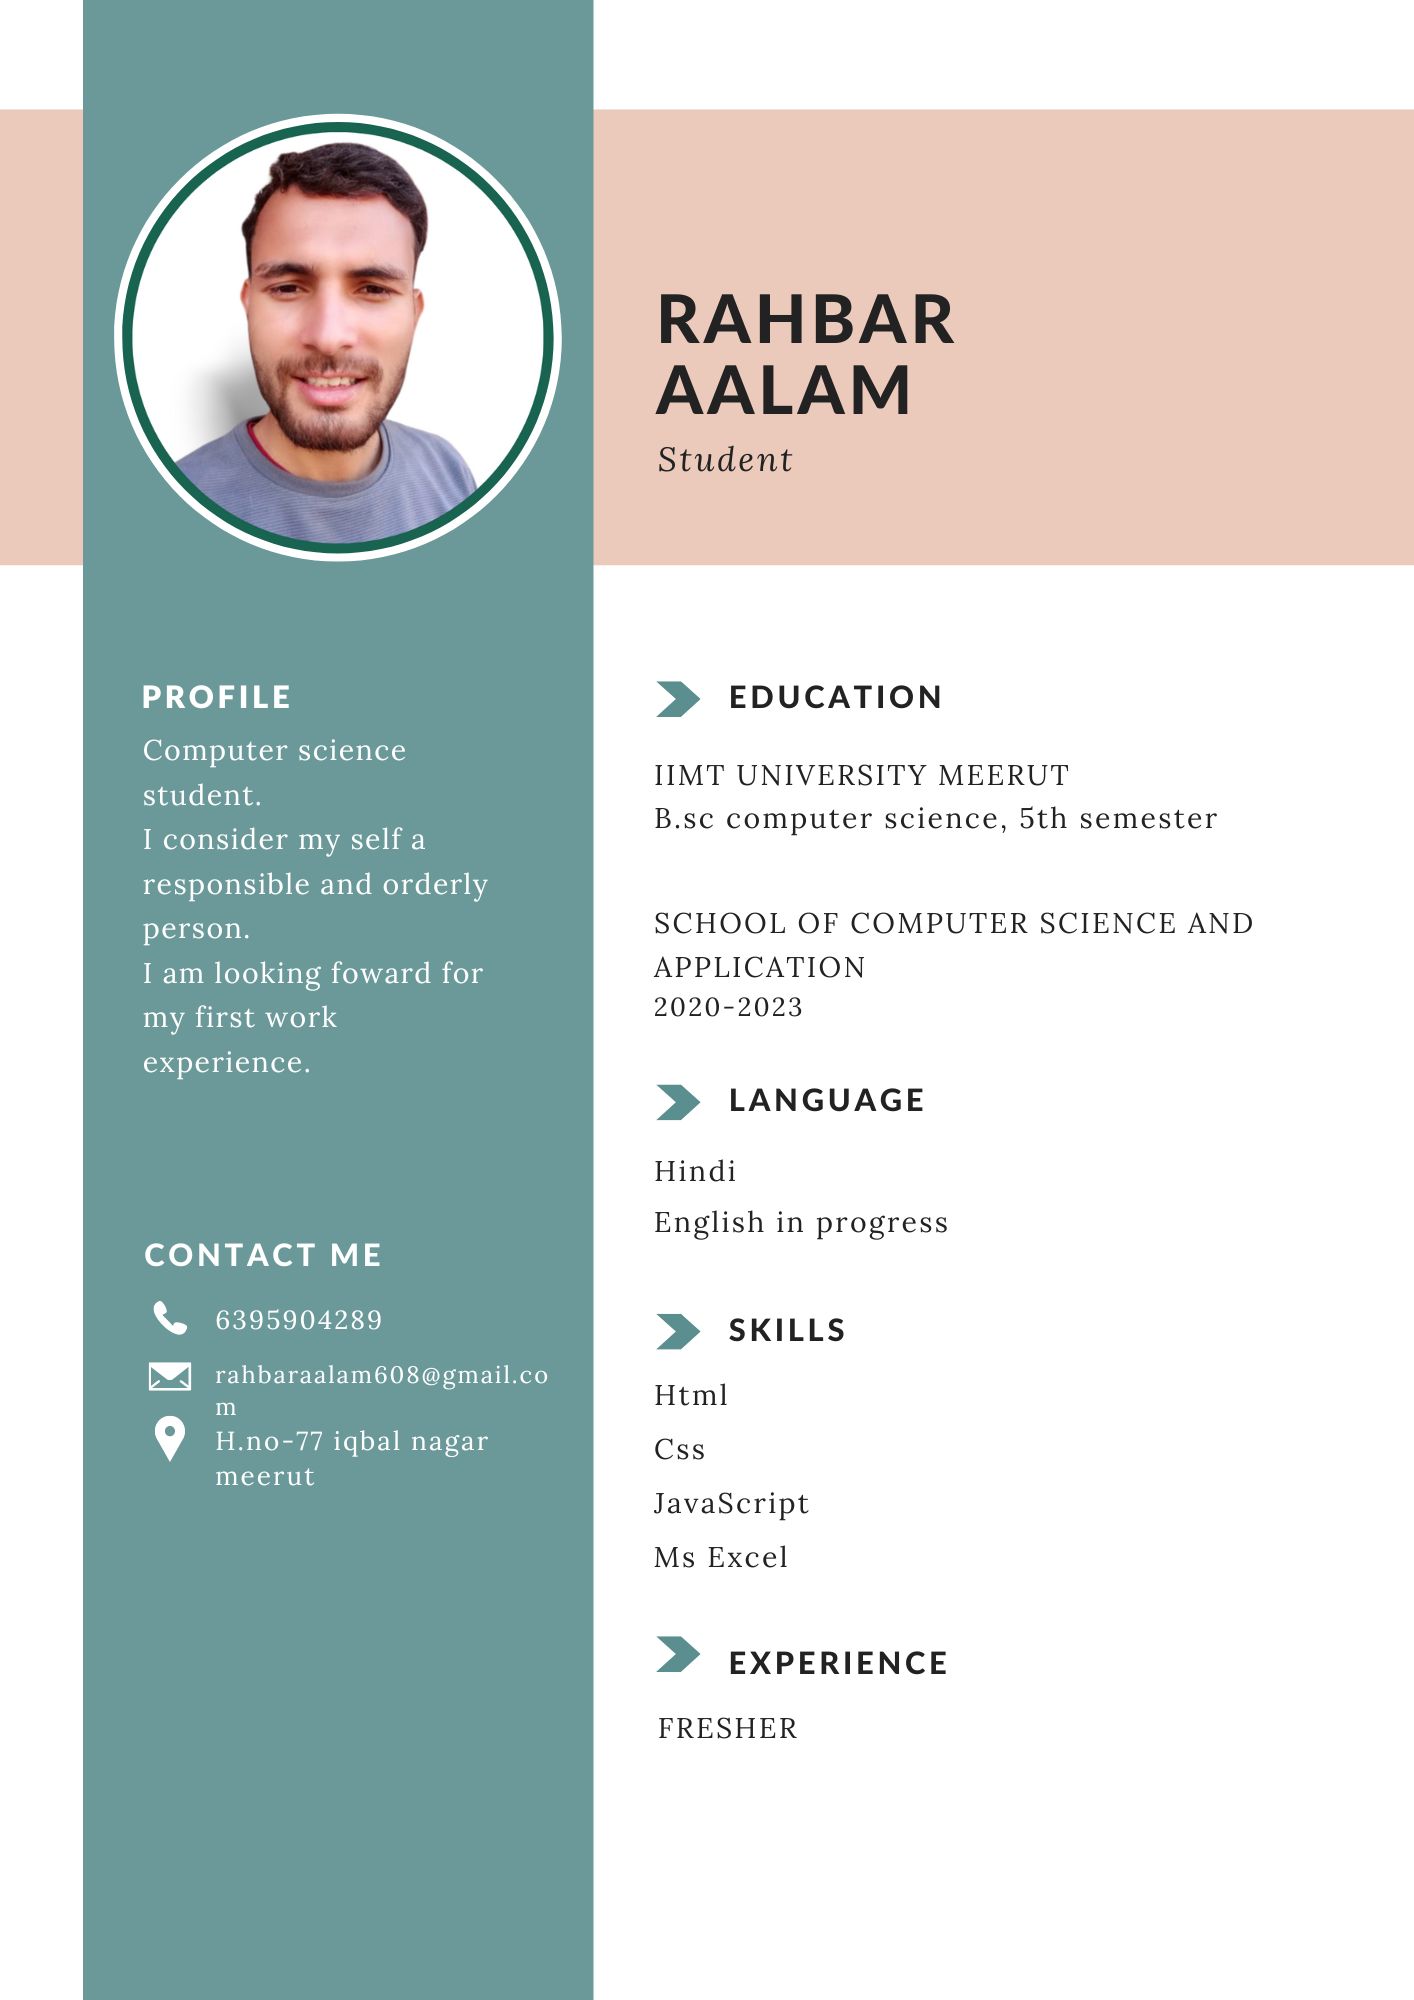 RAHBAR
AALAM
Student
PROFILE
Computer science
student.
I consider my self a
responsible and orderly
person.
I am looking foward for
my first work
experience.
CONTACT ME
6395904289
rahbaraalam608@gmail.co
m
H.no-77 iqbal nagar
meerut
EDUCATION
IIMT UNIVERSITY MEERUT
B.sc computer science, 5th semester
SCHOOL OF COMPUTER SCIENCE AND
APPLICATION
2020-2023
LANGUAGE
Hindi
English in progress
SKILLS
Html
Css
JavaScript
Ms Excel
EXPERIENCE
FRESHER